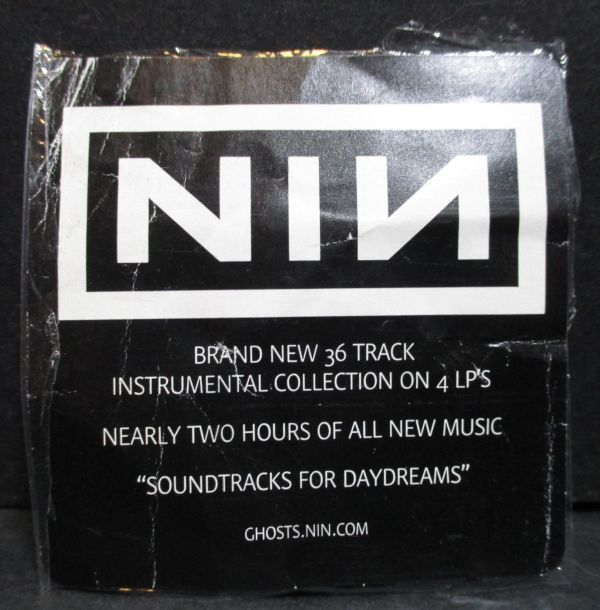 NIN
BRAND NEW 36 TRACK
INSTRUMENTAL COLLECTION ON 4 LP'S
NEARLY TWO HOURS OF ALL NEW MUSIC
"SOUNDTRACKS FOR DAYDREAMS"
GHOSTS.NIN.COM